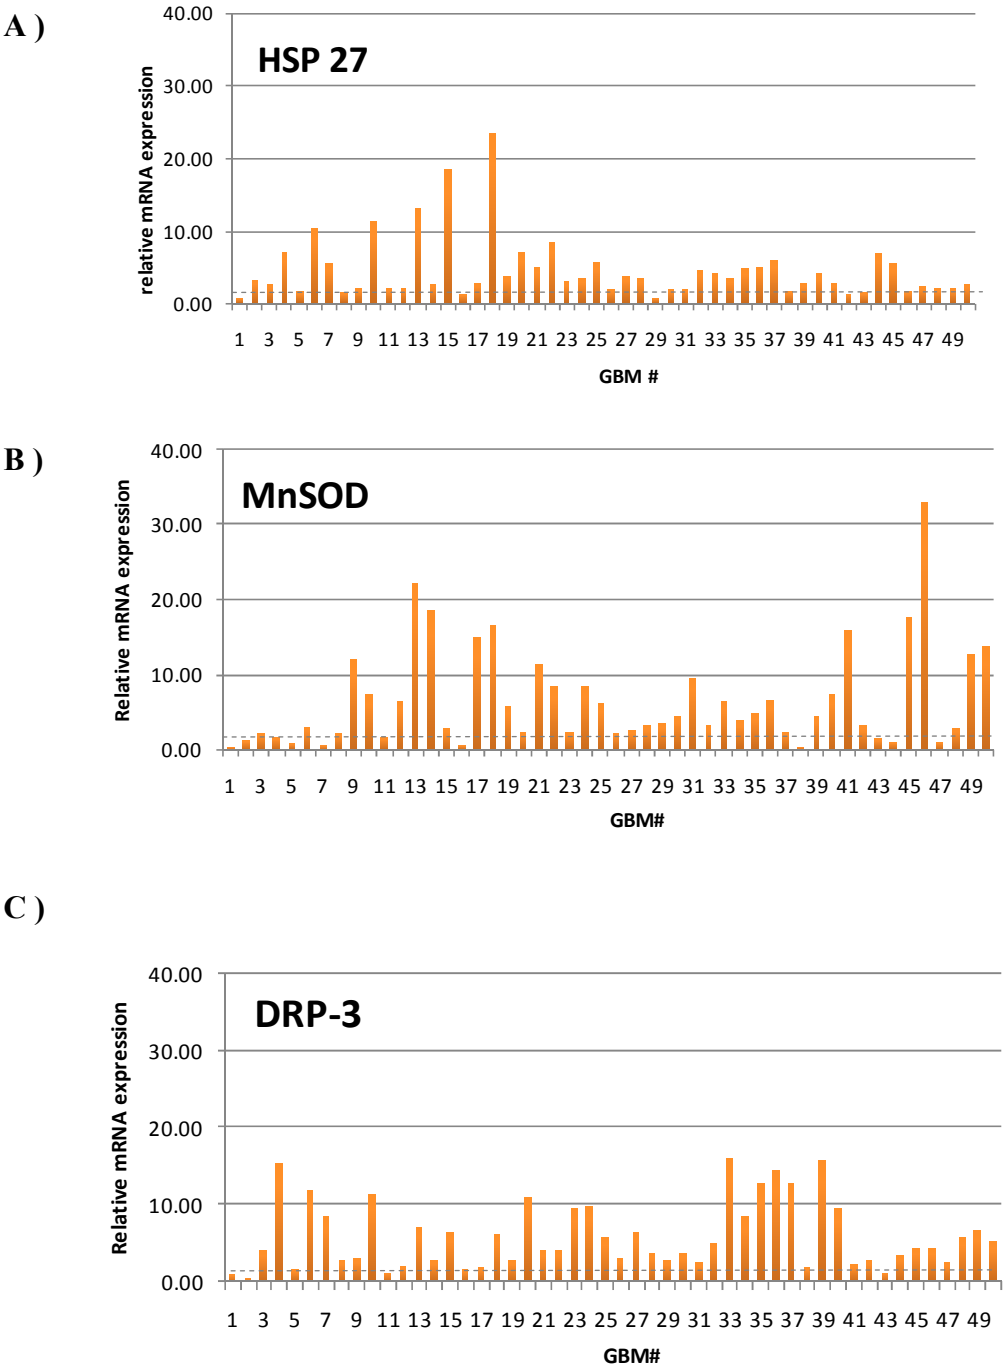 A )
40.00
30.00
20.00
10.00
0.00
relative mRNA expression
HSP 27
1 3 5 7 9 11 13 15 17 19 21 23 25 27 29 31 33 35 37 39 41 43 45 47 49
GBM #
B )
40.00
30.00
20.00
10.00
0.00
Relative mRNA expression
MnSOD
1 3 5 7 9 11 13 15 17 19 21 23 25 27 29 31 33 35 37 39 41 43 45 47 49
GBM#
C )
40.00
30.00
20.00
10.00
0.00
Relative mRNA expression
DRP-3
1 3 5 7 9 11 13 15 17 19 21 23 25 27 29 31 33 35 37 39 41 43 45 47 49
GBM#